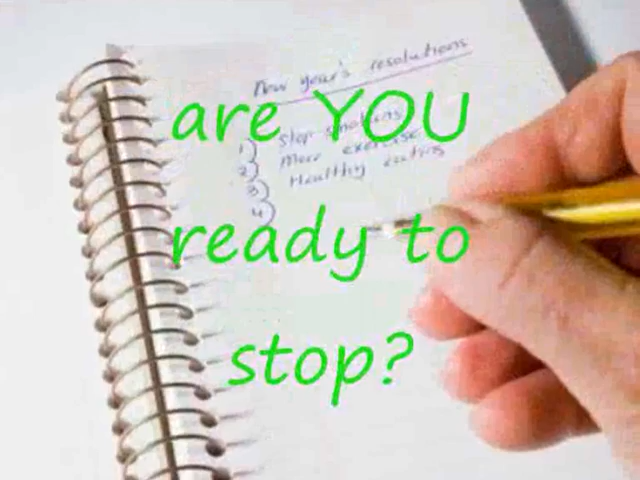 New year's resolutions
1) Stop smoking
2) More exercise
3) Healthy eating
4)
are YOU
ready to
stop?